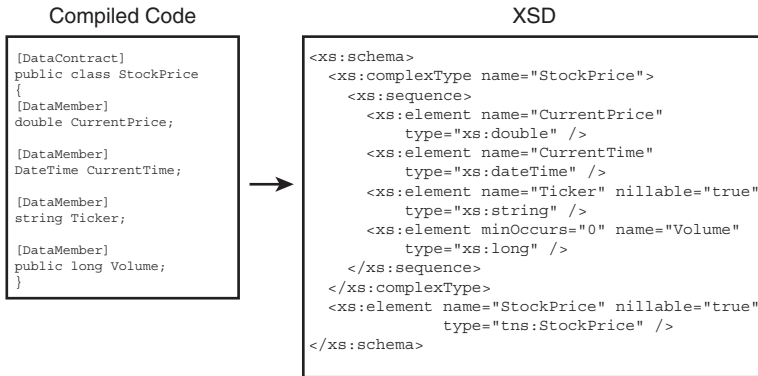 Compiled Code
[DataContract]
public class StockPrice
{
[DataMember]
double CurrentPrice;
[DataMember]
DateTime CurrentTime;
[DataMember]
string Ticker;
[DataMember]
public long Volume;
}
XSD
<xs:schema>
<xs:complexType name="StockPrice">
<xs:sequence>
<xs:element name="CurrentPrice"
type="xs:double" />
<xs:element name="CurrentTime"
type="xs:dateTime" />
<xs:element name="Ticker" nillable="true"
type="xs:string" />
<xs:element minOccurs="0" name="Volume"
type="xs:long" />
</xs:sequence>
</xs:complexType>
<xs:element name="StockPrice" nillable="true"
type="tns:StockPrice" />
</xs:schema>